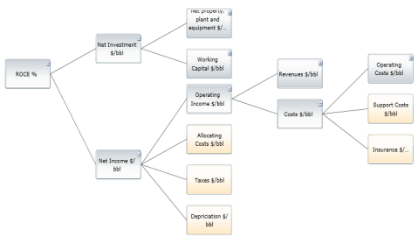 ROCE %
Net Investment
$/bbl
Net property,
plant and
equipment $/...
Working
Capital $/bbl
Net Income $/
bbl
Operating
Income $/bbl
Allocating
Costs $/bbl
Taxes $/bbl
Depriciation $/
bbl
Revenues $/bbl
Costs $/bbl
Operating
Costs $/bbl
Support Costs
$/bbl
Insurance $/...